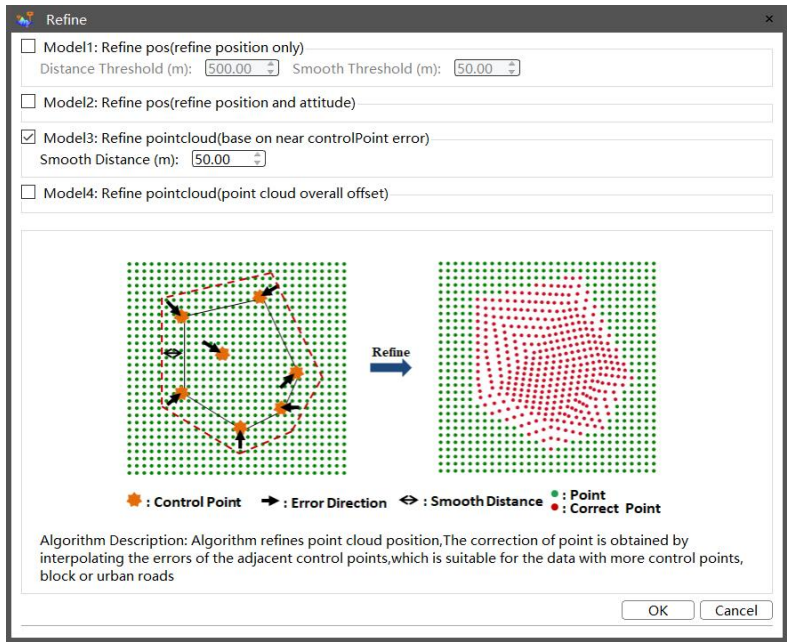 Refine
×
Model1: Refine pos(refine position only)
Distance Threshold (m): 500.00 Smooth Threshold (m): 50.00
Model2: Refine pos(refine position and attitude)
Model3: Refine pointcloud(base on near controlPoint error)
Smooth Distance (m): 50.00
Model4: Refine pointcloud(point cloud overall offset)
Refine
: Control Point : Error Direction : Smooth Distance : Point
: Correct Point
Algorithm Description: Algorithm refines point cloud position,The correction of point is obtained by
interpolating the errors of the adjacent control points,which is suitable for the data with more control points,
block or urban roads
OK Cancel